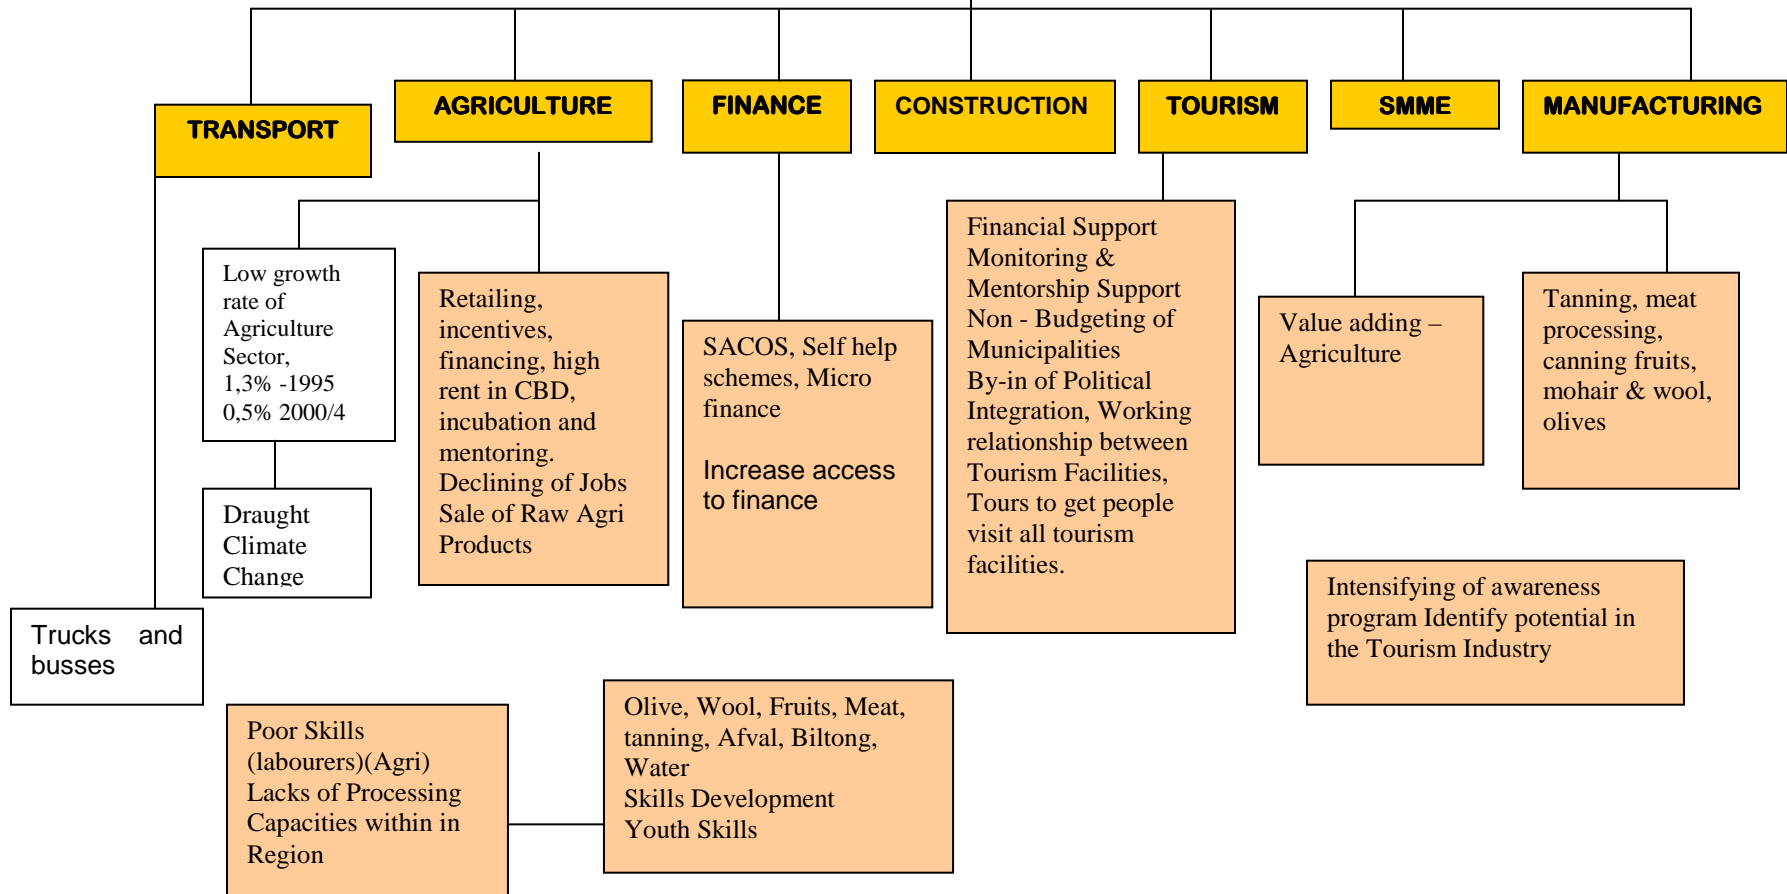 TRANSPORT
AGRICULTURE
FINANCE
CONSTRUCTION
TOURISM
SMME
MANUFACTURING
Low growth
rate of
Agriculture
Sector,
1,3% -1995
0,5% 2000/4
Draught
Climate
Change
Trucks and
busses
Retailing,
incentives,
financing, high
rent in CBD,
incubation and
mentoring.
Declining of Jobs
Sale of Raw Agri
Products
SACOS, Self help
schemes, Micro
finance
Increase access
to finance
Financial Support
Monitoring &
Mentorship Support
Non - Budgeting of
Municipalities
By-in of Political
Integration, Working
relationship between
Tourism Facilities,
Tours to get people
visit all tourism
facilities.
Value adding –
Agriculture
Tanning, meat
processing,
canning fruits,
mohair & wool,
olives
Intensifying of awareness
program Identify potential in
the Tourism Industry
Poor Skills
(labourers)(Agri)
Lacks of Processing
Capacities within in
Region
Olive, Wool, Fruits, Meat,
tanning, Afval, Biltong,
Water
Skills Development
Youth Skills